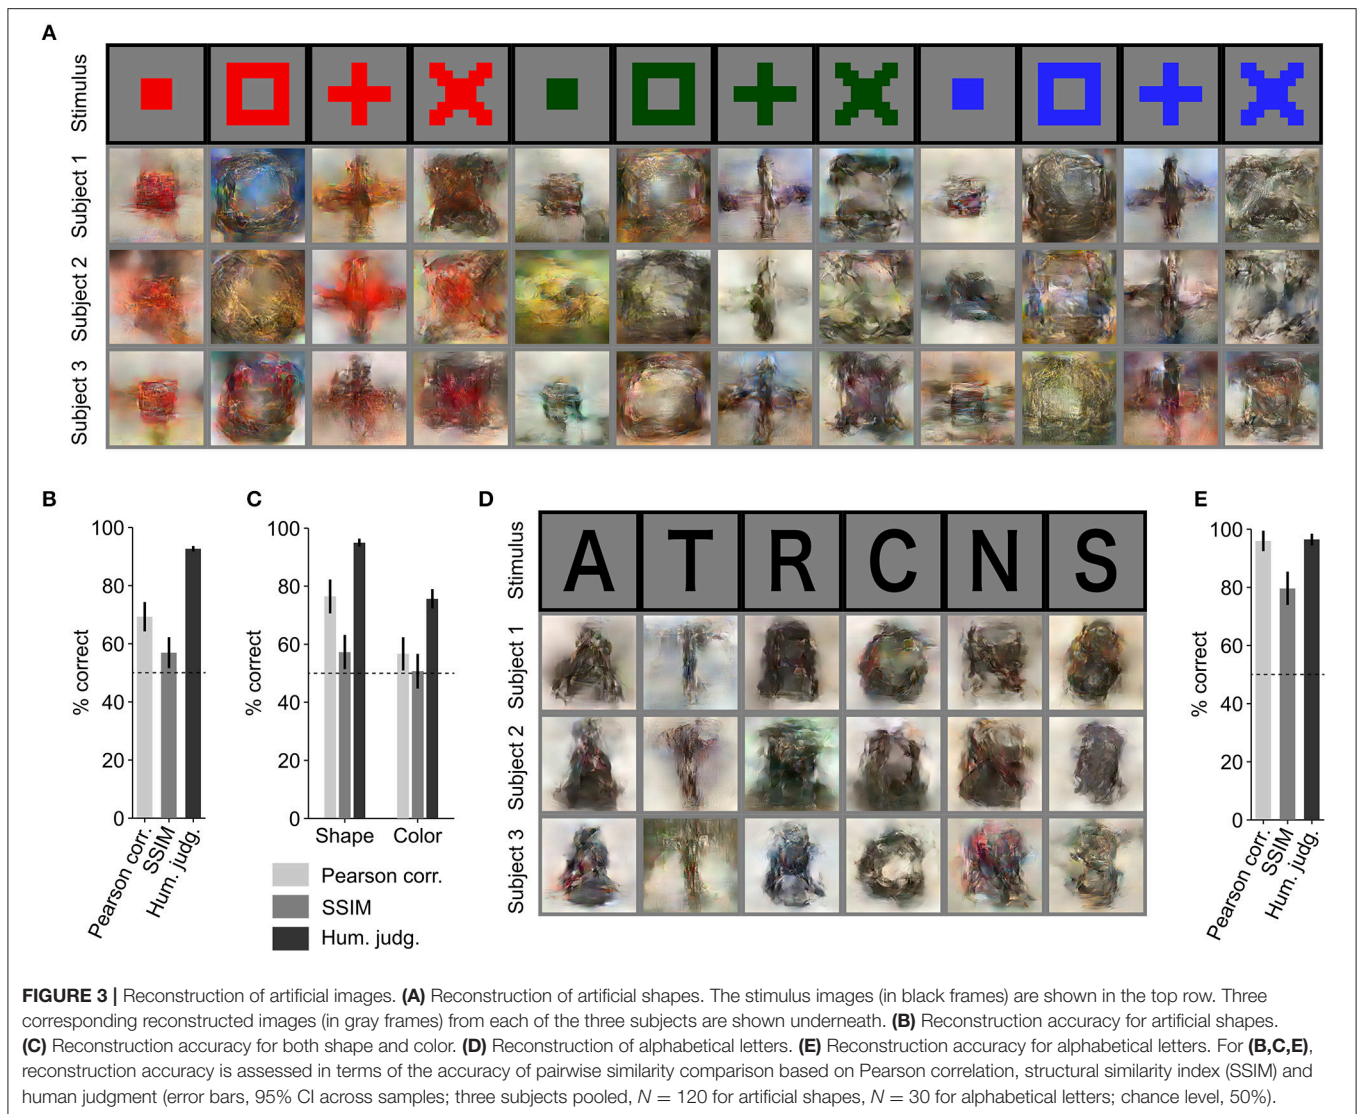 A
Stimulus
Subject 1
Subject 2
Subject 3
B
100
80
60
40
20
0
% correct
Pearson corr.
SSIM
Hum. judg.
C
100
80
60
40
20
0
% correct
Shape Color
Pearson corr.
SSIM
Hum. judg.
D
Stimulus
A T R C N S
Subject 1
Subject 2
Subject 3
E
100
80
60
40
20
0
% correct
Pearson corr.
SSIM
Hum. judg.
FIGURE 3 | Reconstruction of artificial images. (A) Reconstruction of artificial shapes. The stimulus images (in black frames) are shown in the top row. Three
corresponding reconstructed images (in gray frames) from each of the three subjects are shown underneath. (B) Reconstruction accuracy for artificial shapes.
(C) Reconstruction accuracy for both shape and color. (D) Reconstruction of alphabetical letters. (E) Reconstruction accuracy for alphabetical letters. For (B,C,E),
reconstruction accuracy is assessed in terms of the accuracy of pairwise similarity comparison based on Pearson correlation, structural similarity index (SSIM) and
human judgment (error bars, 95% CI across samples; three subjects pooled, N = 120 for artificial shapes, N = 30 for alphabetical letters; chance level, 50%).